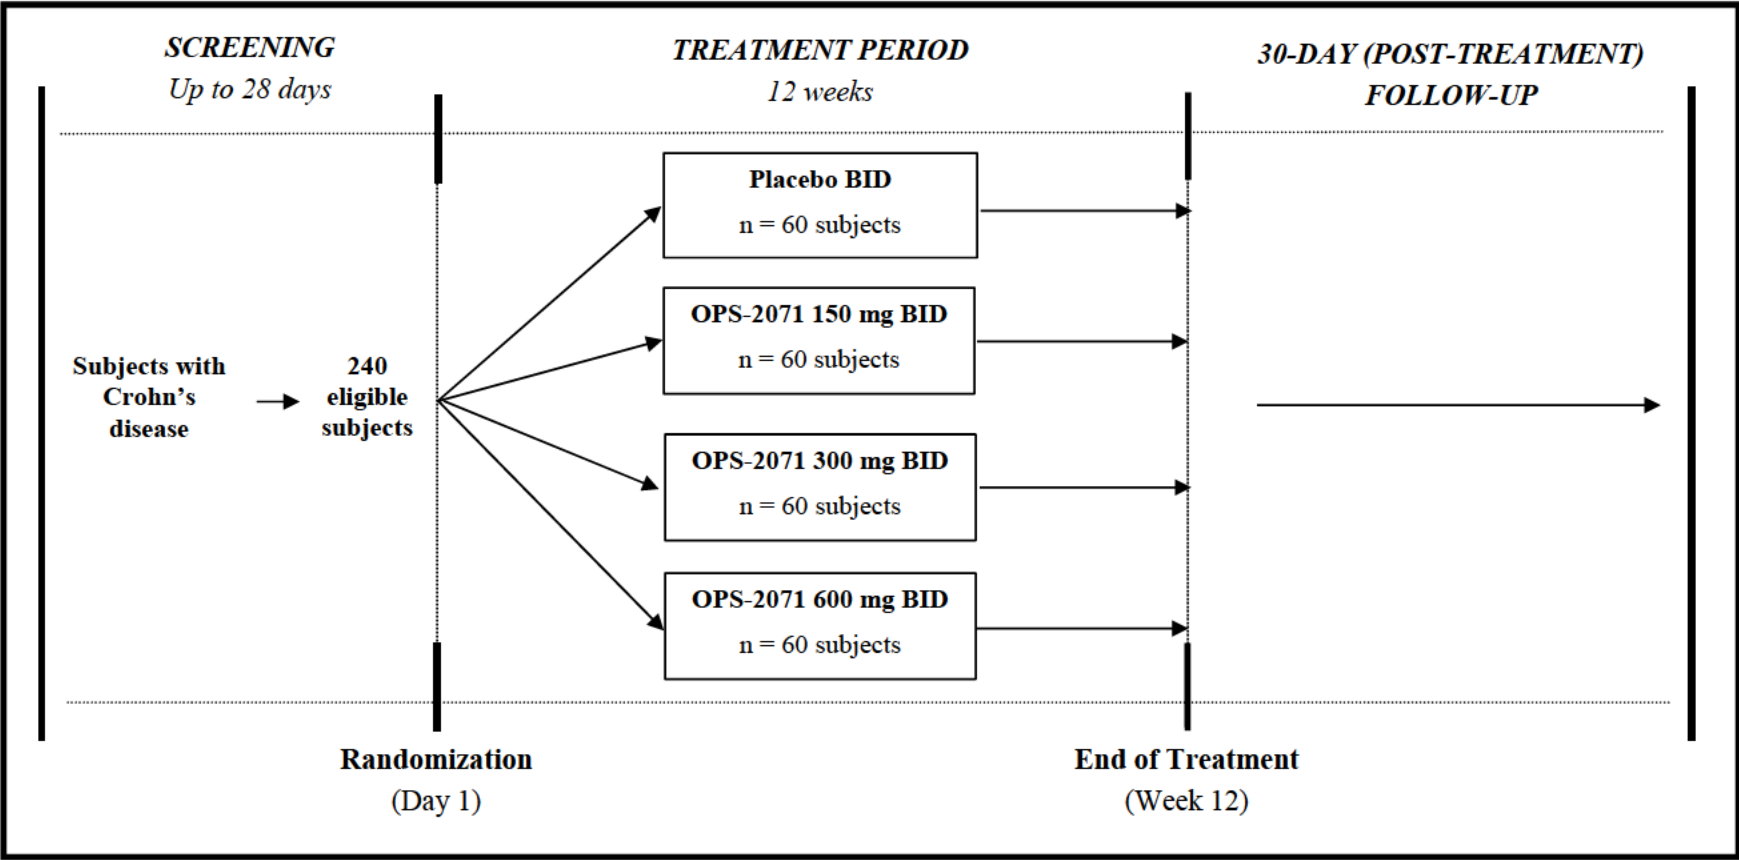 SCREENING
Up to 28 days
TREATMENT PERIOD
12 weeks
30-DAY (POST-TREATMENT)
FOLLOW-UP
Subjects with
Crohn’s
disease
240
eligible
subjects
Placebo BID
n = 60 subjects
OPS-2071 150 mg BID
n = 60 subjects
OPS-2071 300 mg BID
n = 60 subjects
OPS-2071 600 mg BID
n = 60 subjects
Randomization
(Day 1)
End of Treatment
(Week 12)